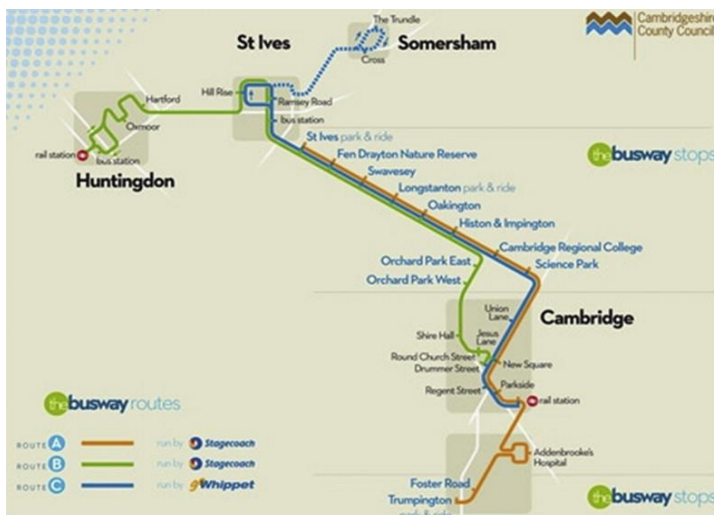 The Trundle
Cambridgeshire
County Council
St Ives
Somersham
Cross
Hill Rise
Ramsey Road
Hartford
Oxmoor
bus station
rail station
bus station
Huntingdon
St Ives park & ride
Fen Drayton Nature Reserve
the busway stops
Swavesey
Longstanton park & ride
Oakington
Histon & Impington
Cambridge Regional College
Orchard Park East
Science Park
Orchard Park West
Union
Lane
Cambridge
Shire Hall
Jesus
Lane
Round Church Street
New Square
Drummer Street
Parkside
Regent Street
rail station
the busway routes
ROUTE A run by Stagecoach
ROUTE B run by Stagecoach
ROUTE C run by Whippet
Addenbrooke's
Hospital
Foster Road
Trumpington
park & ride
the busway stops